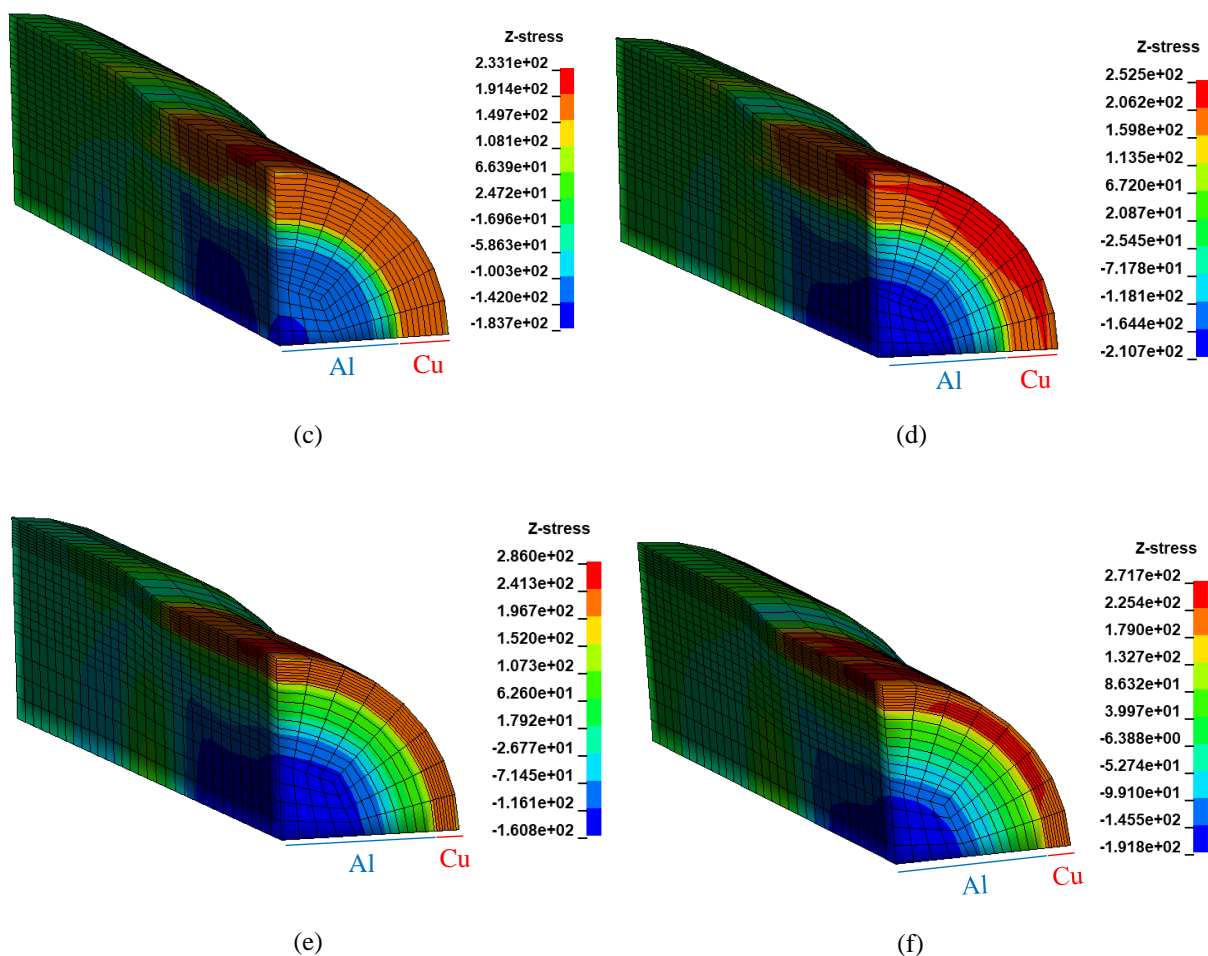 Z-stress
2.331e+02
1.914e+02
1.497e+02
1.081e+02
6.639e+01
2.472e+01
-1.696e+01
-5.863e+01
-1.003e+02
-1.420e+02
-1.837e+02
Al
Cu
(c)
Z-stress
2.525e+02
2.062e+02
1.598e+02
1.135e+02
6.720e+01
2.087e+01
-2.545e+01
-7.178e+01
-1.181e+02
-1.644e+02
-2.107e+02
Al
Cu
(d)
Z-stress
2.860e+02
2.413e+02
1.967e+02
1.520e+02
1.073e+02
6.260e+01
1.792e+01
-2.677e+01
-7.145e+01
-1.161e+02
-1.608e+02
Al
Cu
(e)
Z-stress
2.717e+02
2.254e+02
1.790e+02
1.327e+02
8.632e+01
3.997e+01
-6.388e+00
-5.274e+01
-9.910e+01
-1.455e+02
-1.918e+02
Al
Cu
(f)